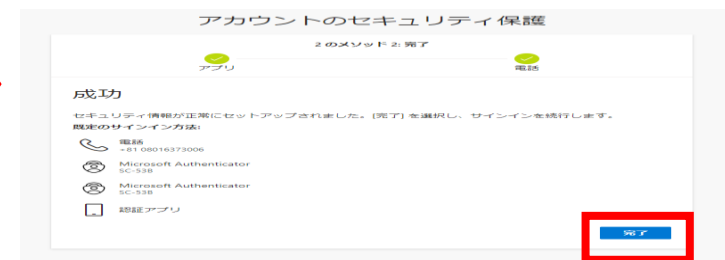 アカウントのセキュリティ保護
2 のメソッド 2: 完了
アプリ
電話
成功
セキュリティ情報が正常にセットアップされました。[完了] を選択し、サインインを続行します。
既定のサインイン方法:
電話
+81 08016373006
Microsoft Authenticator
SC-53B
Microsoft Authenticator
SC-53B
認証アプリ
完了